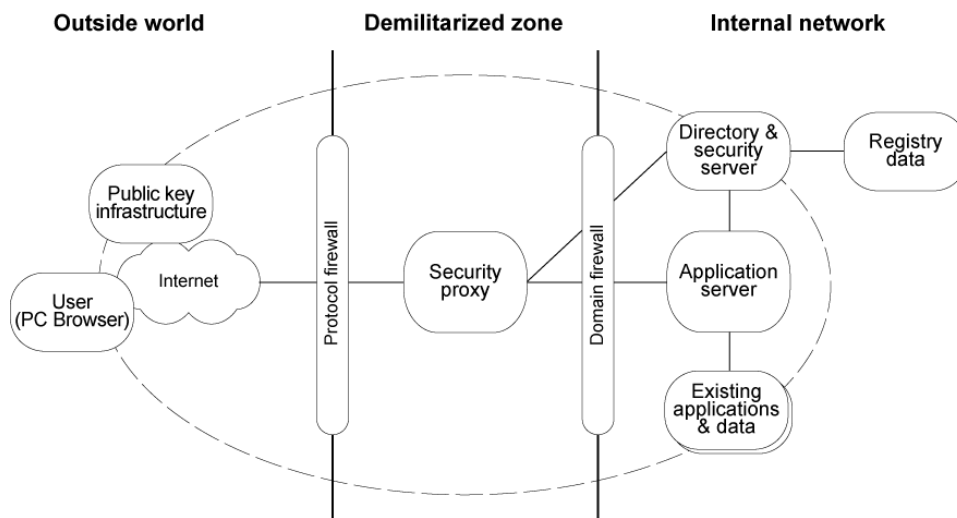 Outside world
Demilitarized zone
Internal network
Public key
infrastructure
Internet
User
(PC Browser)
Protocol firewall
Security
proxy
Domain firewall
Directory &
security
server
Registry
data
Application
server
Existing
applications
& data